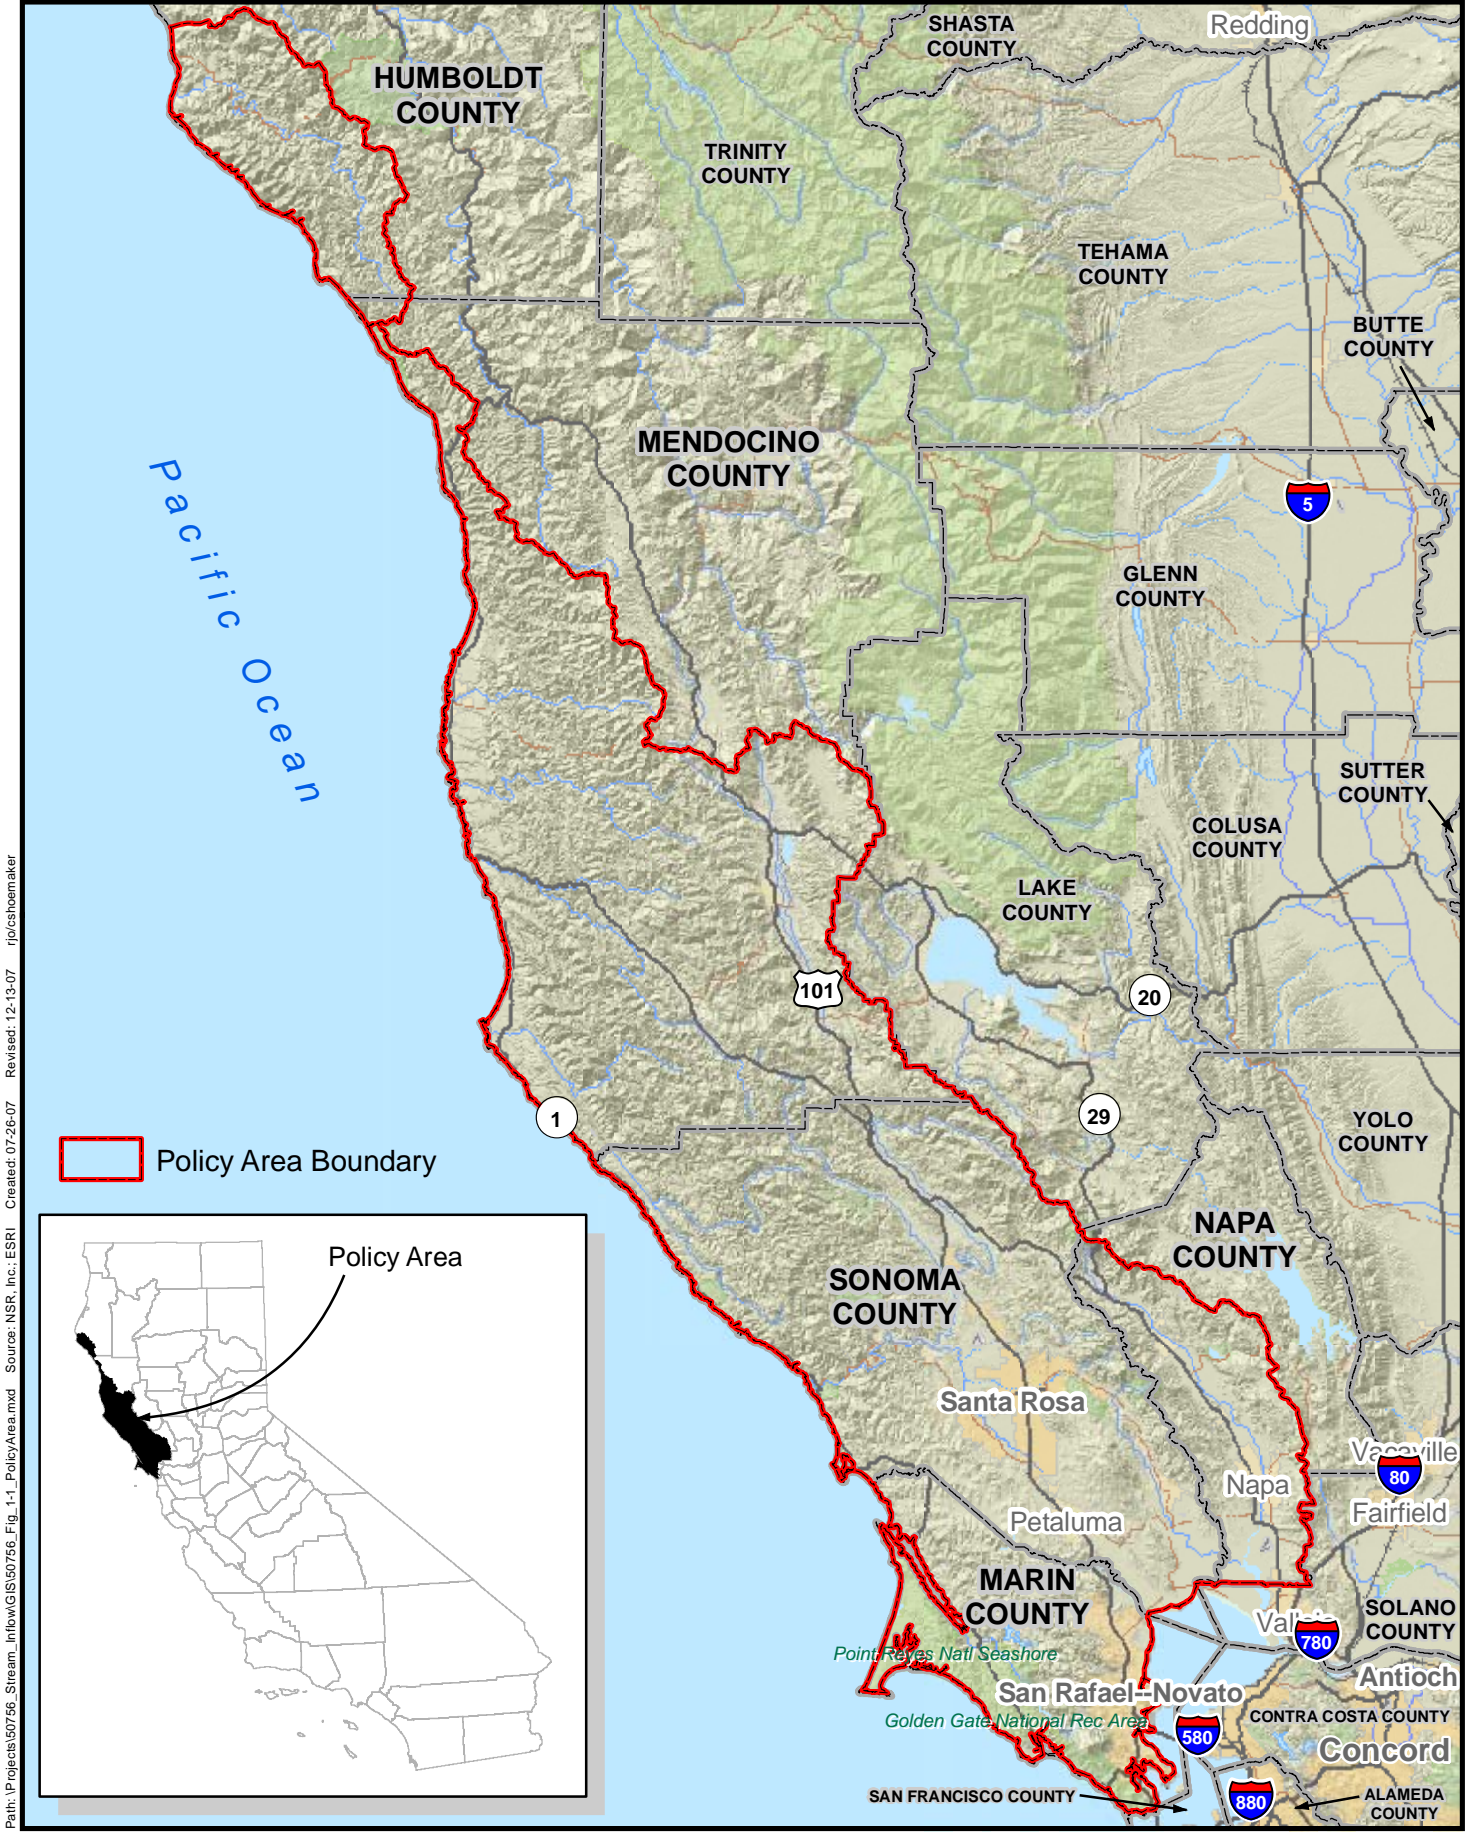 SHASTA
COUNTY
Redding
HUMBOLDT
COUNTY
TRINITY
COUNTY
TEHAMA
COUNTY
BUTTE
COUNTY
MENDOCINO
COUNTY
5
Pacific Ocean
GLENN
COUNTY
SUTTER
COUNTY
COLUSA
COUNTY
LAKE
COUNTY
101
20
1
29
YOLO
COUNTY
Policy Area Boundary
NAPA
COUNTY
Policy Area
SONOMA
COUNTY
Santa Rosa
Vacaville
80
Napa
Fairfield
Petaluma
MARIN
COUNTY
SOLANO
COUNTY
780
Point Reyes Natl Seashore
Antioch
San Rafael--Novato
Golden Gate National Rec Area
CONTRA COSTA COUNTY
580
Concord
SAN FRANCISCO COUNTY
880
ALAMEDA
COUNTY
Path: \Projects\50756_Stream_Inflow\GIS\50756_Fig_1-1_PolicyArea.mxd Source: NSR, Inc.; ESRI Created: 07-26-07 Revised: 12-13-07 rjo/cshoemaker